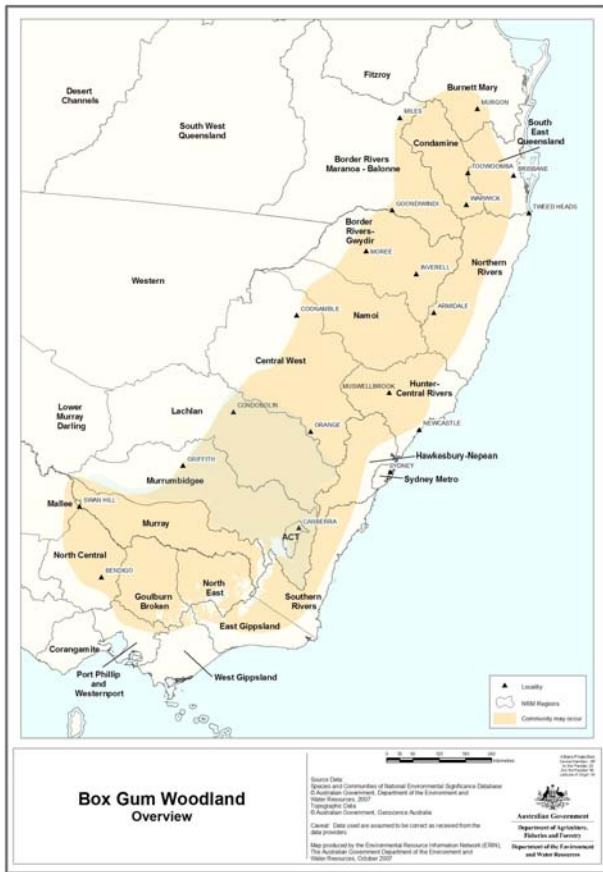 Desert
Channels
Fitzroy
Burnett Mary
MURGON
South West
Queensland
MILES
South
East
Queensland
Condamine
TOOWOOMBA
BRISBANE
Border Rivers
Maranoa - Balonne
WARWICK
GOONDIWINDI
TWEED HEADS
Border
Rivers-
Gwydir
MOREE
INVERELL
Northern
Rivers
Western
COONAMBLE
Namoi
ARMIDALE
Central West
MUSWELLBROOK
Hunter-
Central Rivers
Lower
Murray
Darling
Lachlan
CONDOBOLIN
ORANGE
NEWCASTLE
Hawkesbury-Nepean
GRIFFITH
SYDNEY
Sydney Metro
Murrumbidgee
Mallee
SWAN HILL
Murray
CANBERRA
ACT
North Central
BENDIGO
Goulburn
Broken
North
East
Southern
Rivers
East Gippsland
Corangamite
Port Phillip
and
Westernport
West Gippsland
Locality
NRM Regions
Community may occur
Box Gum Woodland
Overview
Source Data:
Species and Communities of National Environmental Significance Database
© Australian Government, Department of the Environment and
Water Resources, 2007
Topographic Data
© Australian Government, Geoscience Australia
Caveat: Data used are assumed to be correct as received from the
data providers
Map produced by the Environmental Resource Information Network (ERIN),
The Australian Government Department of the Environment and
Water Resources, October 2007
Australian Government
Department of Agriculture,
Fisheries and Forestry
Department of the Environment
and Water Resources